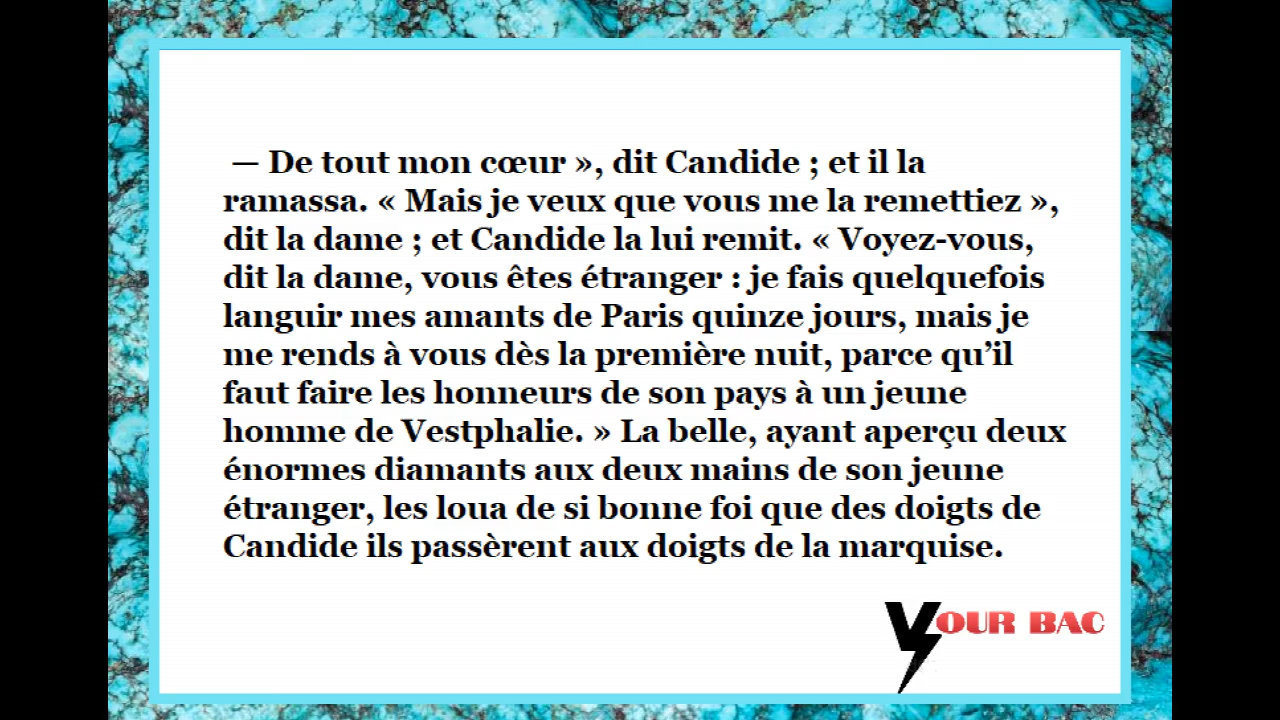 — De tout mon cœur », dit Candide ; et il la
ramassa. « Mais je veux que vous me la remettiez »,
dit la dame ; et Candide la lui remit. « Voyez-vous,
dit la dame, vous êtes étranger : je fais quelquefois
languir mes amants de Paris quinze jours, mais je
me rends à vous dès la première nuit, parce qu’il
faut faire les honneurs de son pays à un jeune
homme de Vestphalie. » La belle, ayant aperçu deux
énormes diamants aux deux mains de son jeune
étranger, les loua de si bonne foi que des doigts de
Candide ils passèrent aux doigts de la marquise.
YOUR BAC